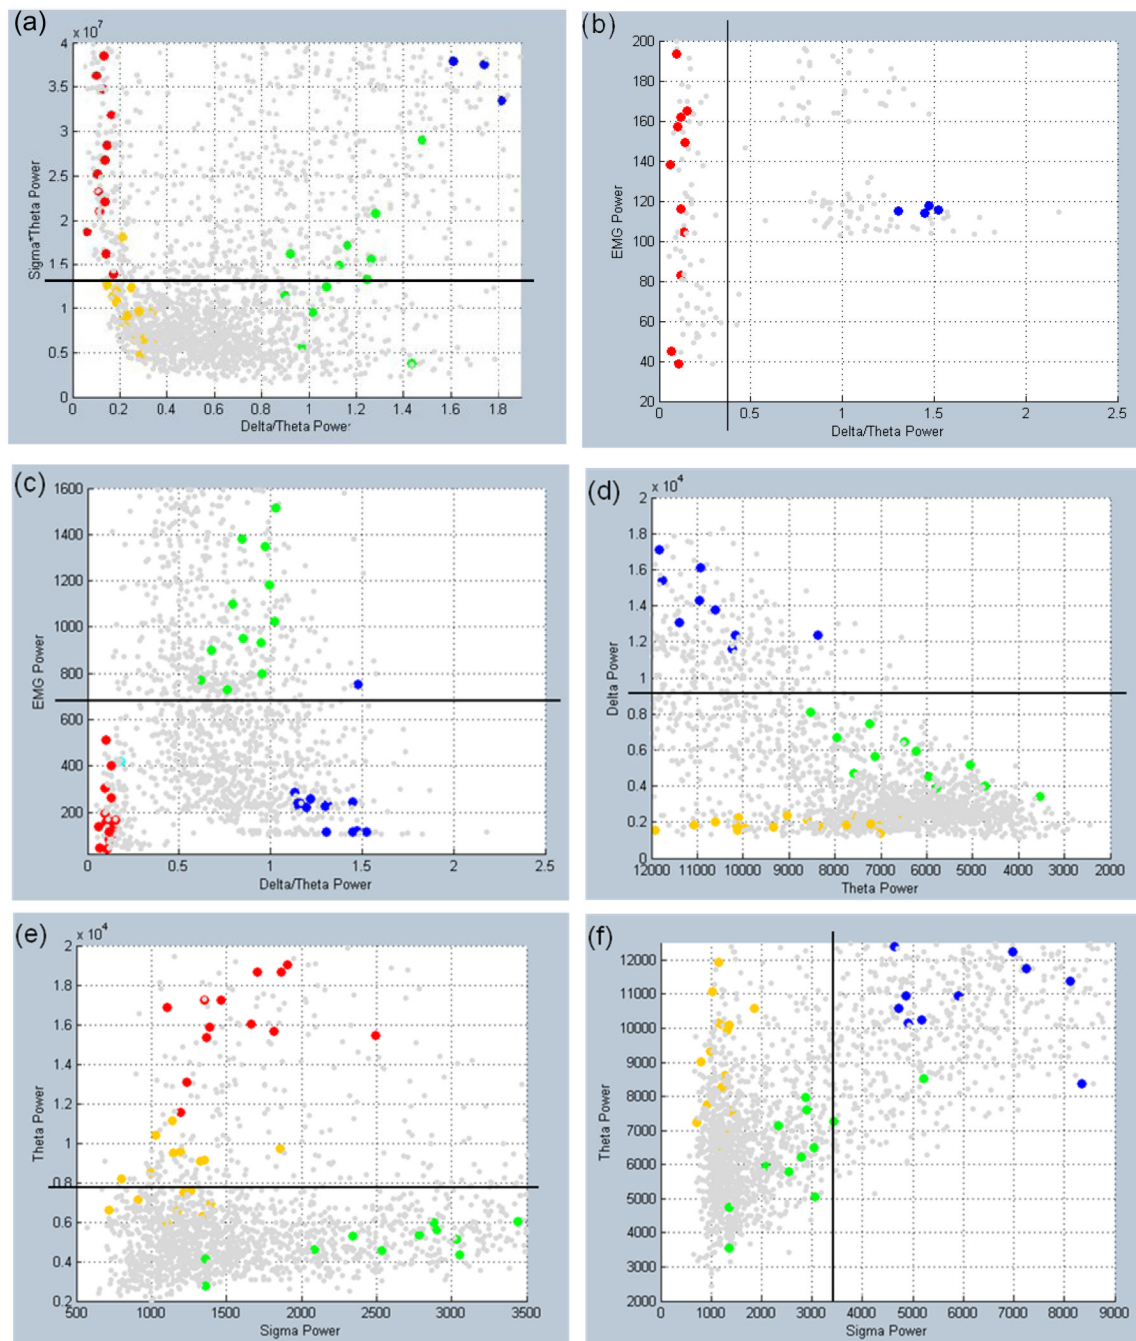 (a)
x 10^7
4
3.5
3
2.5
2
1.5
1
0.5
0
Sigma*Theta Power
0 0.2 0.4 0.6 0.8 1 1.2 1.4 1.6 1.8
Delta/Theta Power
(b)
200
180
160
140
120
100
80
60
40
20
EMG Power
0 0.5 1 1.5 2 2.5
Delta/Theta Power
(c)
1600
1400
1200
1000
800
600
400
200
EMG Power
0 0.5 1 1.5 2 2.5
Delta/Theta Power
(d)
x 10^4
2
1.8
1.6
1.4
1.2
1
0.8
0.6
0.4
0.2
0
Delta Power
12000 11000 10000 9000 8000 7000 6000 5000 4000 3000 2000
Theta Power
(e)
x 10^4
2
1.8
1.6
1.4
1.2
1
0.8
0.6
0.4
0.2
Theta Power
500 1000 1500 2000 2500 3000 3500
Sigma Power
(f)
12000
11000
10000
9000
8000
7000
6000
5000
4000
3000
2000
Theta Power
0 1000 2000 3000 4000 5000 6000 7000 8000 9000
Sigma Power